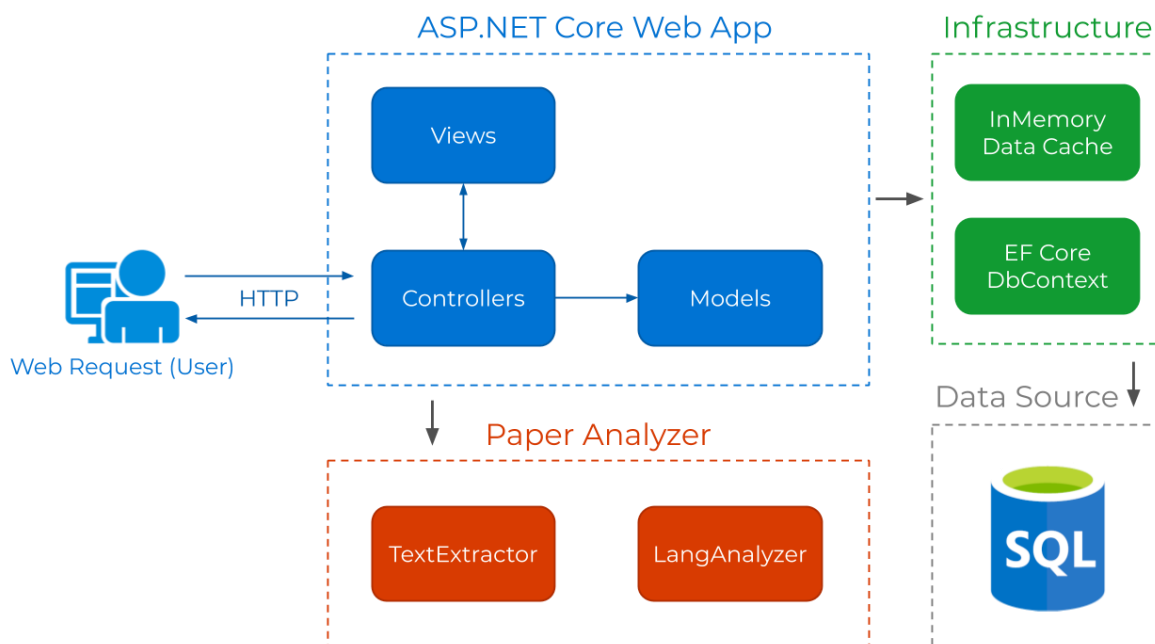 ASP.NET Core Web App
Infrastructure
Views
InMemory
Data Cache
HTTP
Controllers
Models
EF Core
DbContext
Web Request (User)
Data Source
Paper Analyzer
TextExtractor
LangAnalyzer
SQL